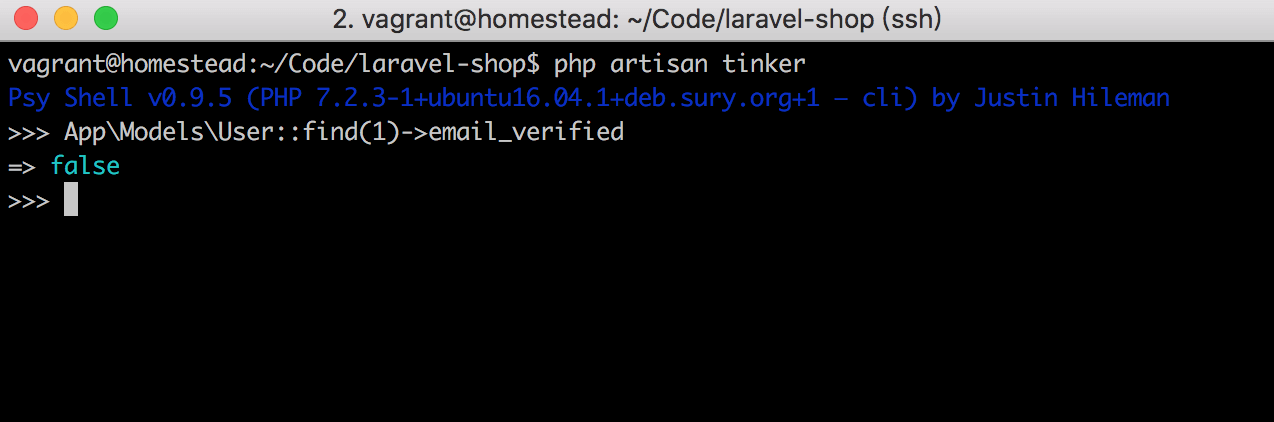 2. vagrant@homestead: ~/Code/laravel-shop (ssh)
vagrant@homestead:~/Code/laravel-shop$ php artisan tinker
Psy Shell v0.9.5 (PHP 7.2.3-1+ubuntu16.04.1+deb.sury.org+1 — cli) by Justin Hileman
>>> App\Models\User::find(1)->email_verified
=> false
>>>